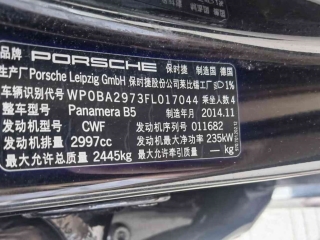 品牌 PORSCHE 保时捷 制造国 德国
生产厂 Porsche Leipzig GmbH 保时捷股份公司莱比锡工厂 1%
车辆识别代号 WP0BA2973FL017044 乘坐人数 4
整车型号 Panamera B5 制造年月 2014.11
发动机型号 CWF 发动机序列号 011682
发动机排量 2997cc 发动机最大净功率 235kW
最大允许总质量 2445kg 最大允许牵引质量 — kg